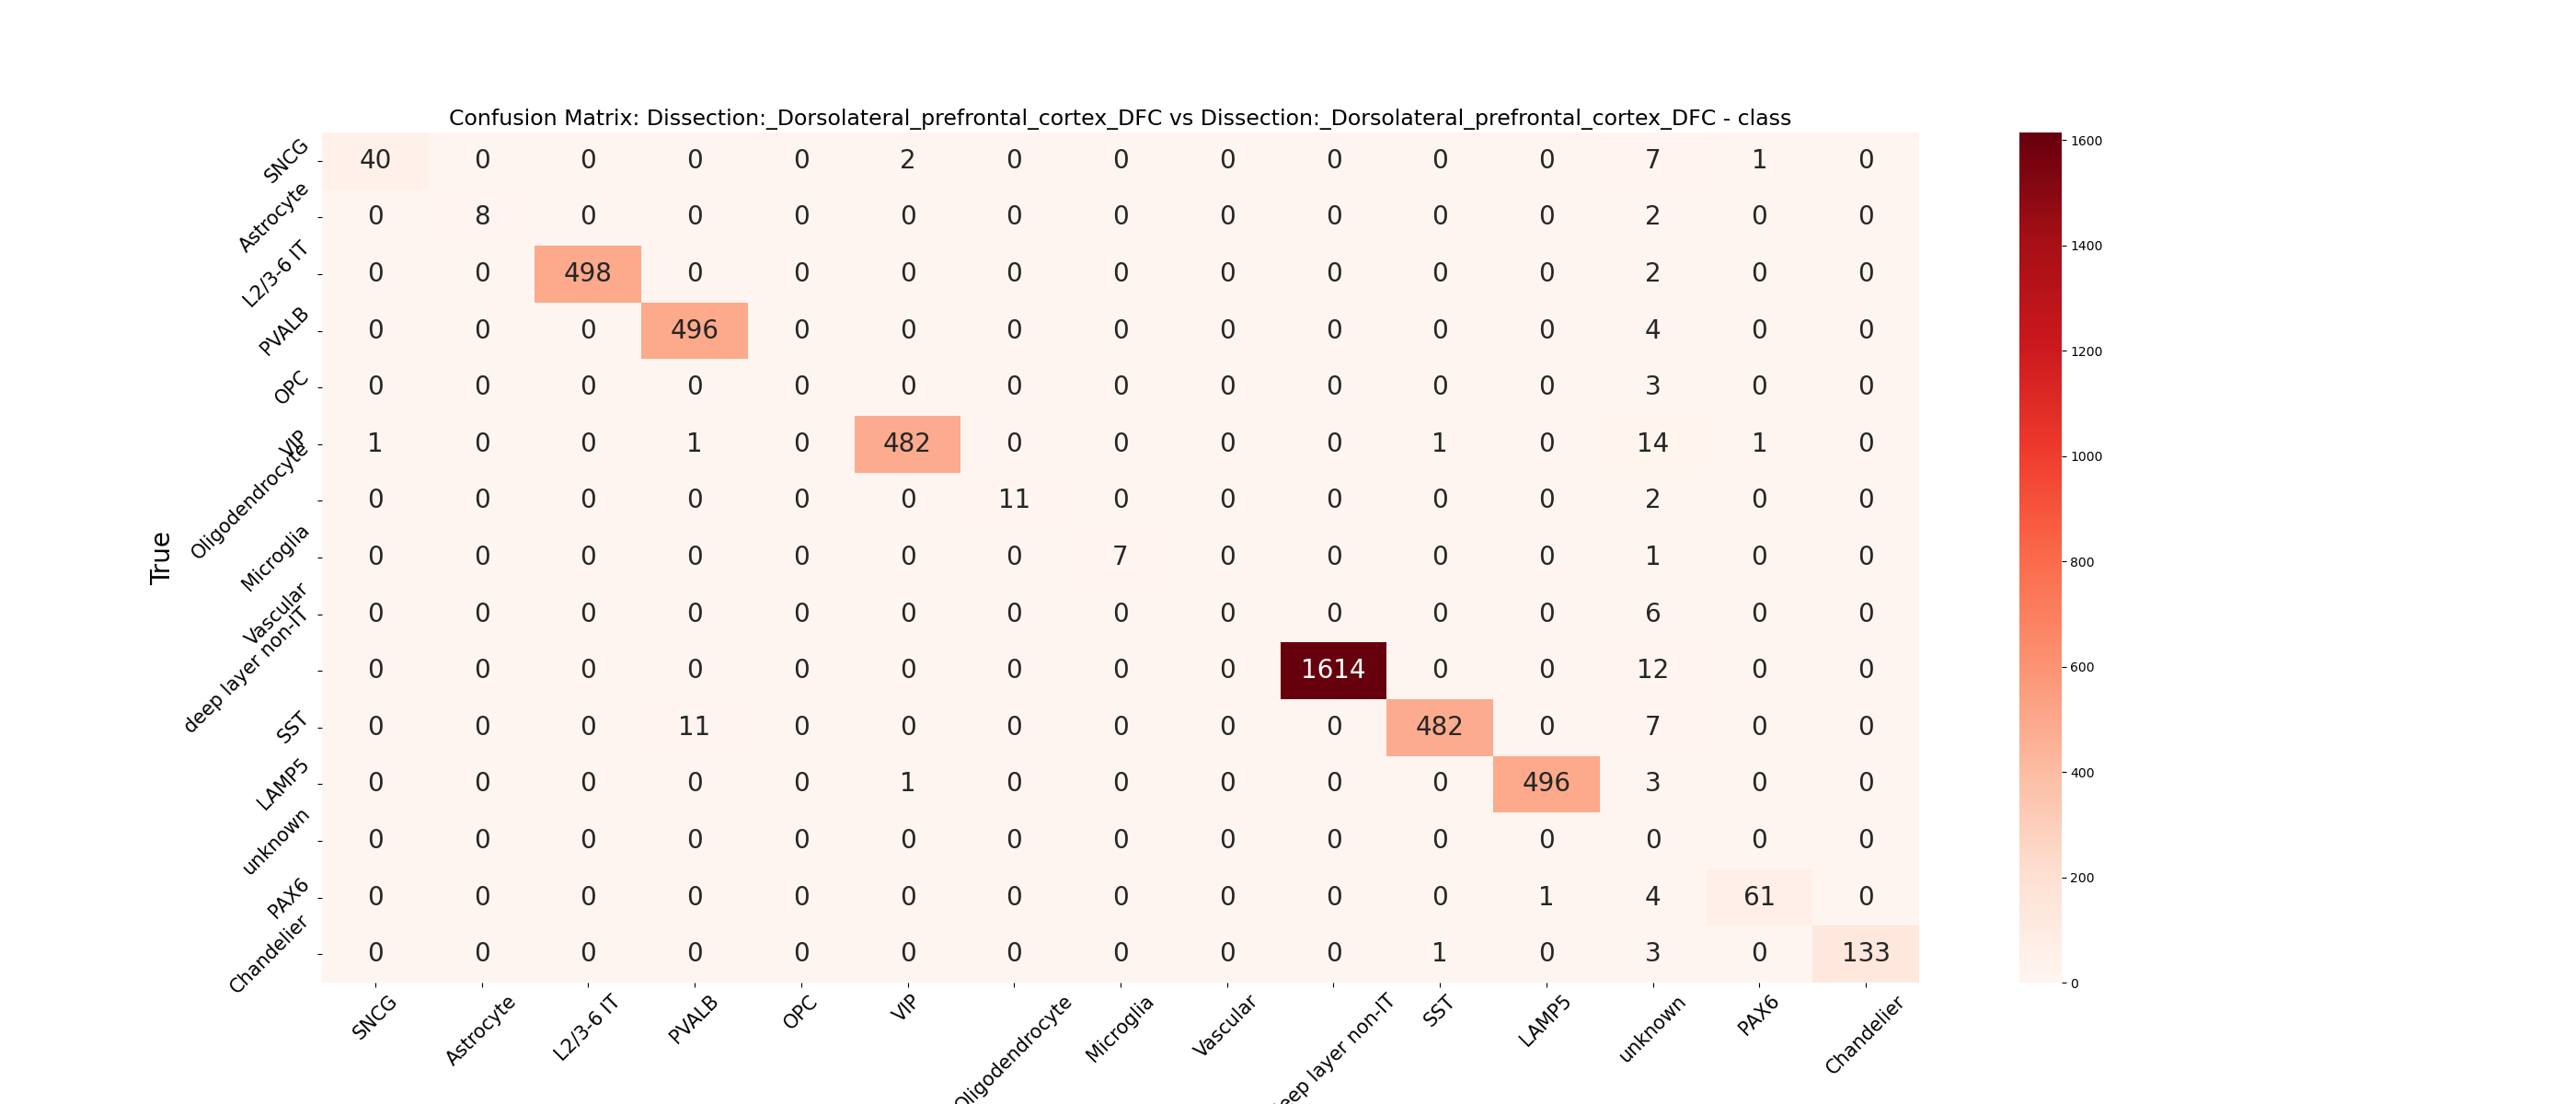 Confusion Matrix: Dissection:_Dorsolateral_prefrontal_cortex_DFC vs Dissection:_Dorsolateral_prefrontal_cortex_DFC - class
True
SNCG 40 0 0 0 0 2 0 0 0 0 0 0 7 1 0
Astrocyte 0 8 0 0 0 0 0 0 0 0 0 0 2 0 0
L2/3-6 IT 0 0 498 0 0 0 0 0 0 0 0 0 2 0 0
PVALB 0 0 0 496 0 0 0 0 0 0 0 0 4 0 0
OPC 0 0 0 0 0 0 0 0 0 0 0 0 3 0 0
VIP 1 0 0 1 0 482 0 0 0 0 1 0 14 1 0
Oligodendrocyte 0 0 0 0 0 0 11 0 0 0 0 0 2 0 0
Microglia 0 0 0 0 0 0 0 7 0 0 0 0 1 0 0
Vascular 0 0 0 0 0 0 0 0 0 0 0 0 6 0 0
deep layer non-IT 0 0 0 0 0 0 0 0 0 1614 0 0 12 0 0
SST 0 0 0 11 0 0 0 0 0 0 482 0 7 0 0
LAMP5 0 0 0 0 0 1 0 0 0 0 0 496 3 0 0
unknown 0 0 0 0 0 0 0 0 0 0 0 0 0 0 0
PAX6 0 0 0 0 0 0 0 0 0 0 0 1 4 61 0
Chandelier 0 0 0 0 0 0 0 0 0 0 1 0 3 0 133
SNCG Astrocyte L2/3-6 IT PVALB OPC VIP Oligodendrocyte Microglia Vascular eep layer non-IT SST LAMP5 unknown PAX6 Chandelier
1600
1400
1200
1000
800
600
400
200
0